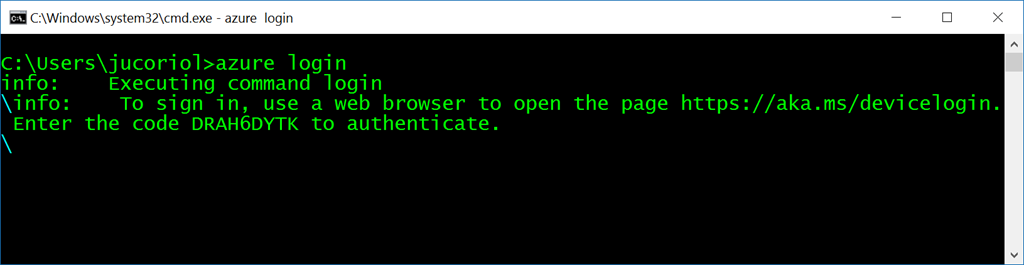 C:\Windows\system32\cmd.exe - azure  login
C:\Users\jucoriol>azure login
info:    Executing command login
\info:    To sign in, use a web browser to open the page https://aka.ms/devicelogin.
 Enter the code DRAH6DYTK to authenticate.
\